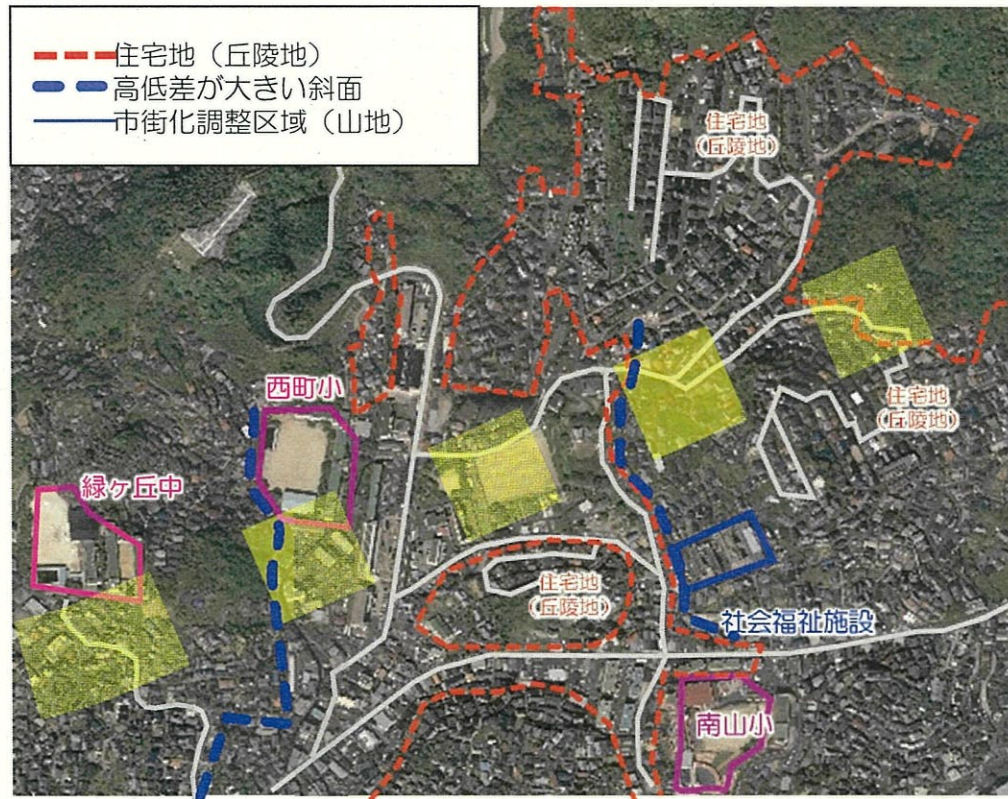 住宅地（丘陵地）
高低差が大きい斜面
市街化調整区域（山地）
住宅地
（丘陵地）
西町小
住宅地
（丘陵地）
緑ヶ丘中
住宅地
（丘陵地）
社会福祉施設
南山小